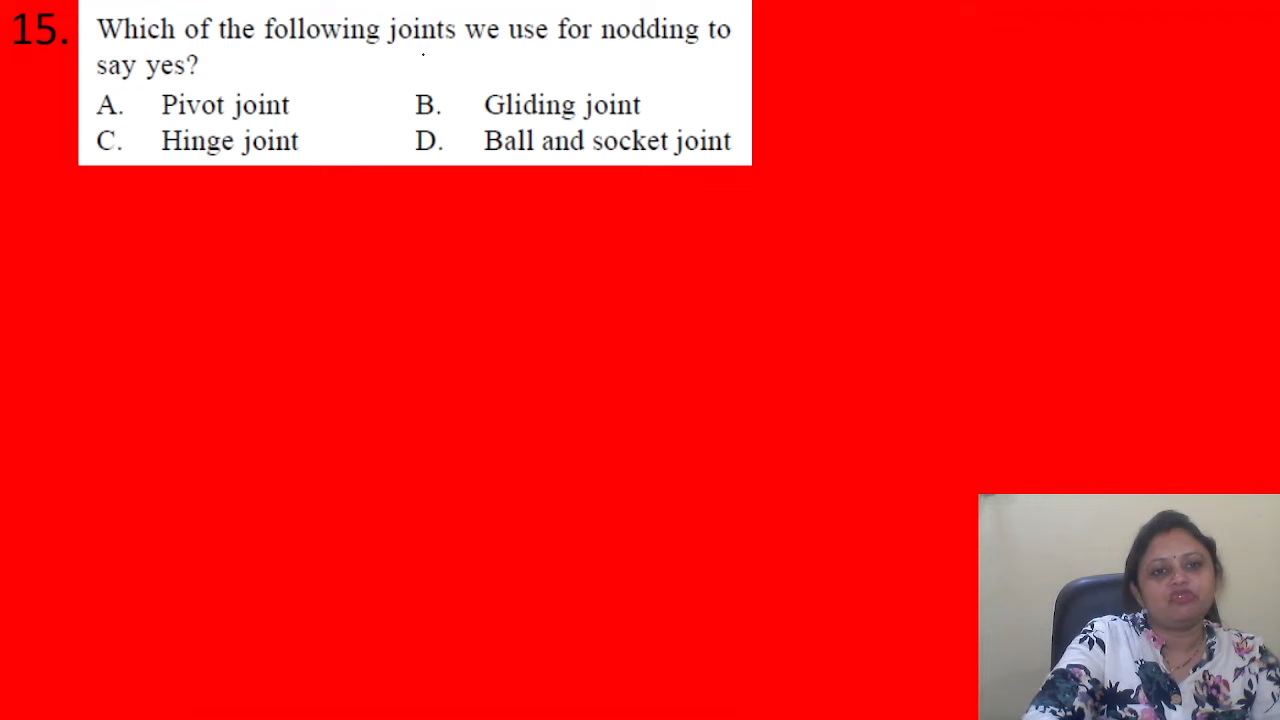 15. Which of the following joints we use for nodding to
say yes?
A. Pivot joint B. Gliding joint
C. Hinge joint D. Ball and socket joint